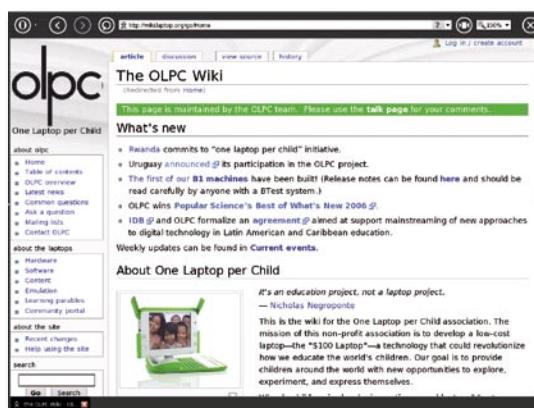 http://wiki.laptop.org/go/Home
150%
Log in / create account
article discussion view source history
olpc
One Laptop per Child
about olpc
Home
Table of contents
OLPC overview
Latest news
Common questions
Ask a question
Mailing lists
Contact OLPC
about the laptops
Hardware
Software
Content
Emulation
Learning parables
Community portal
about the site
Recent changes
Help using the site
search
Go Search
The OLPC Wiki
(Redirected from Home)
This page is maintained by the OLPC team. Please use the talk page for your comments.
What's new
Rwanda commits to "one laptop per child" initiative.
Uruguay announced its participation in the OLPC project.
The first of our B1 machines have been built! (Release notes can be found here and should be
read carefully by anyone with a BTest system.)
OLPC wins Popular Science's Best of What's New 2006.
IDB and OLPC formalize an agreement aimed at support mainstreaming of new approaches
to digital technology in Latin American and Caribbean education.
Weekly updates can be found in Current events.
About One Laptop per Child
It's an education project, not a laptop project.
— Nicholas Negroponte
This is the wiki for the One Laptop per Child association. The
mission of this non-profit association is to develop a low-cost
laptop—the "$100 Laptop"—a technology that could revolutionize
how we educate the world's children. Our goal is to provide
children around the world with new opportunities to explore,
experiment, and express themselves.
The OLPC Wiki - OL